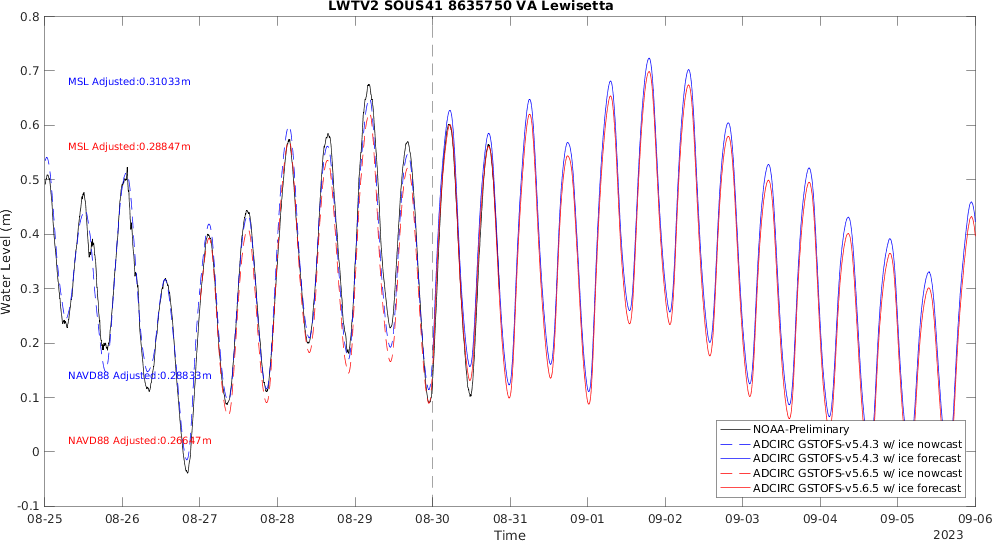 LWTV2 SOUS41 8635750 VA Lewisetta
0.8
0.7
0.6
0.5
0.4
0.3
0.2
0.1
0
-0.1
Water Level (m)
MSL Adjusted:0.31033m
MSL Adjusted:0.28847m
NAVD88 Adjusted:0.28833m
NAVD88 Adjusted:0.26647m
NOAA-Preliminary
ADCIRC GSTOFS-v5.4.3 w/ ice nowcast
ADCIRC GSTOFS-v5.4.3 w/ ice forecast
ADCIRC GSTOFS-v5.6.5 w/ ice nowcast
ADCIRC GSTOFS-v5.6.5 w/ ice forecast
08-25 08-26 08-27 08-28 08-29 08-30 08-31 09-01 09-02 09-03 09-04 09-05 09-06
Time
2023